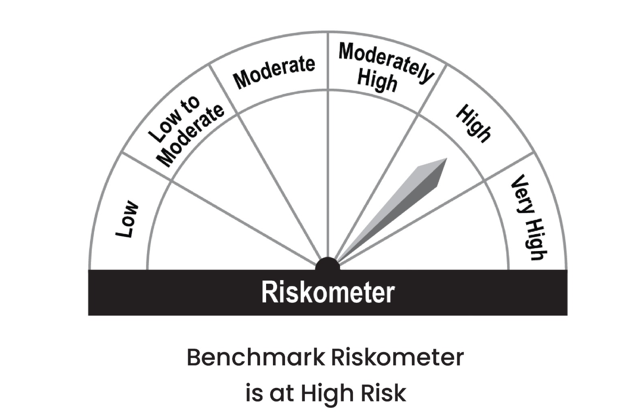 Low
Low to
Moderate
Moderate
Moderately
High
High
Very High
Riskometer
Benchmark Riskometer
is at High Risk